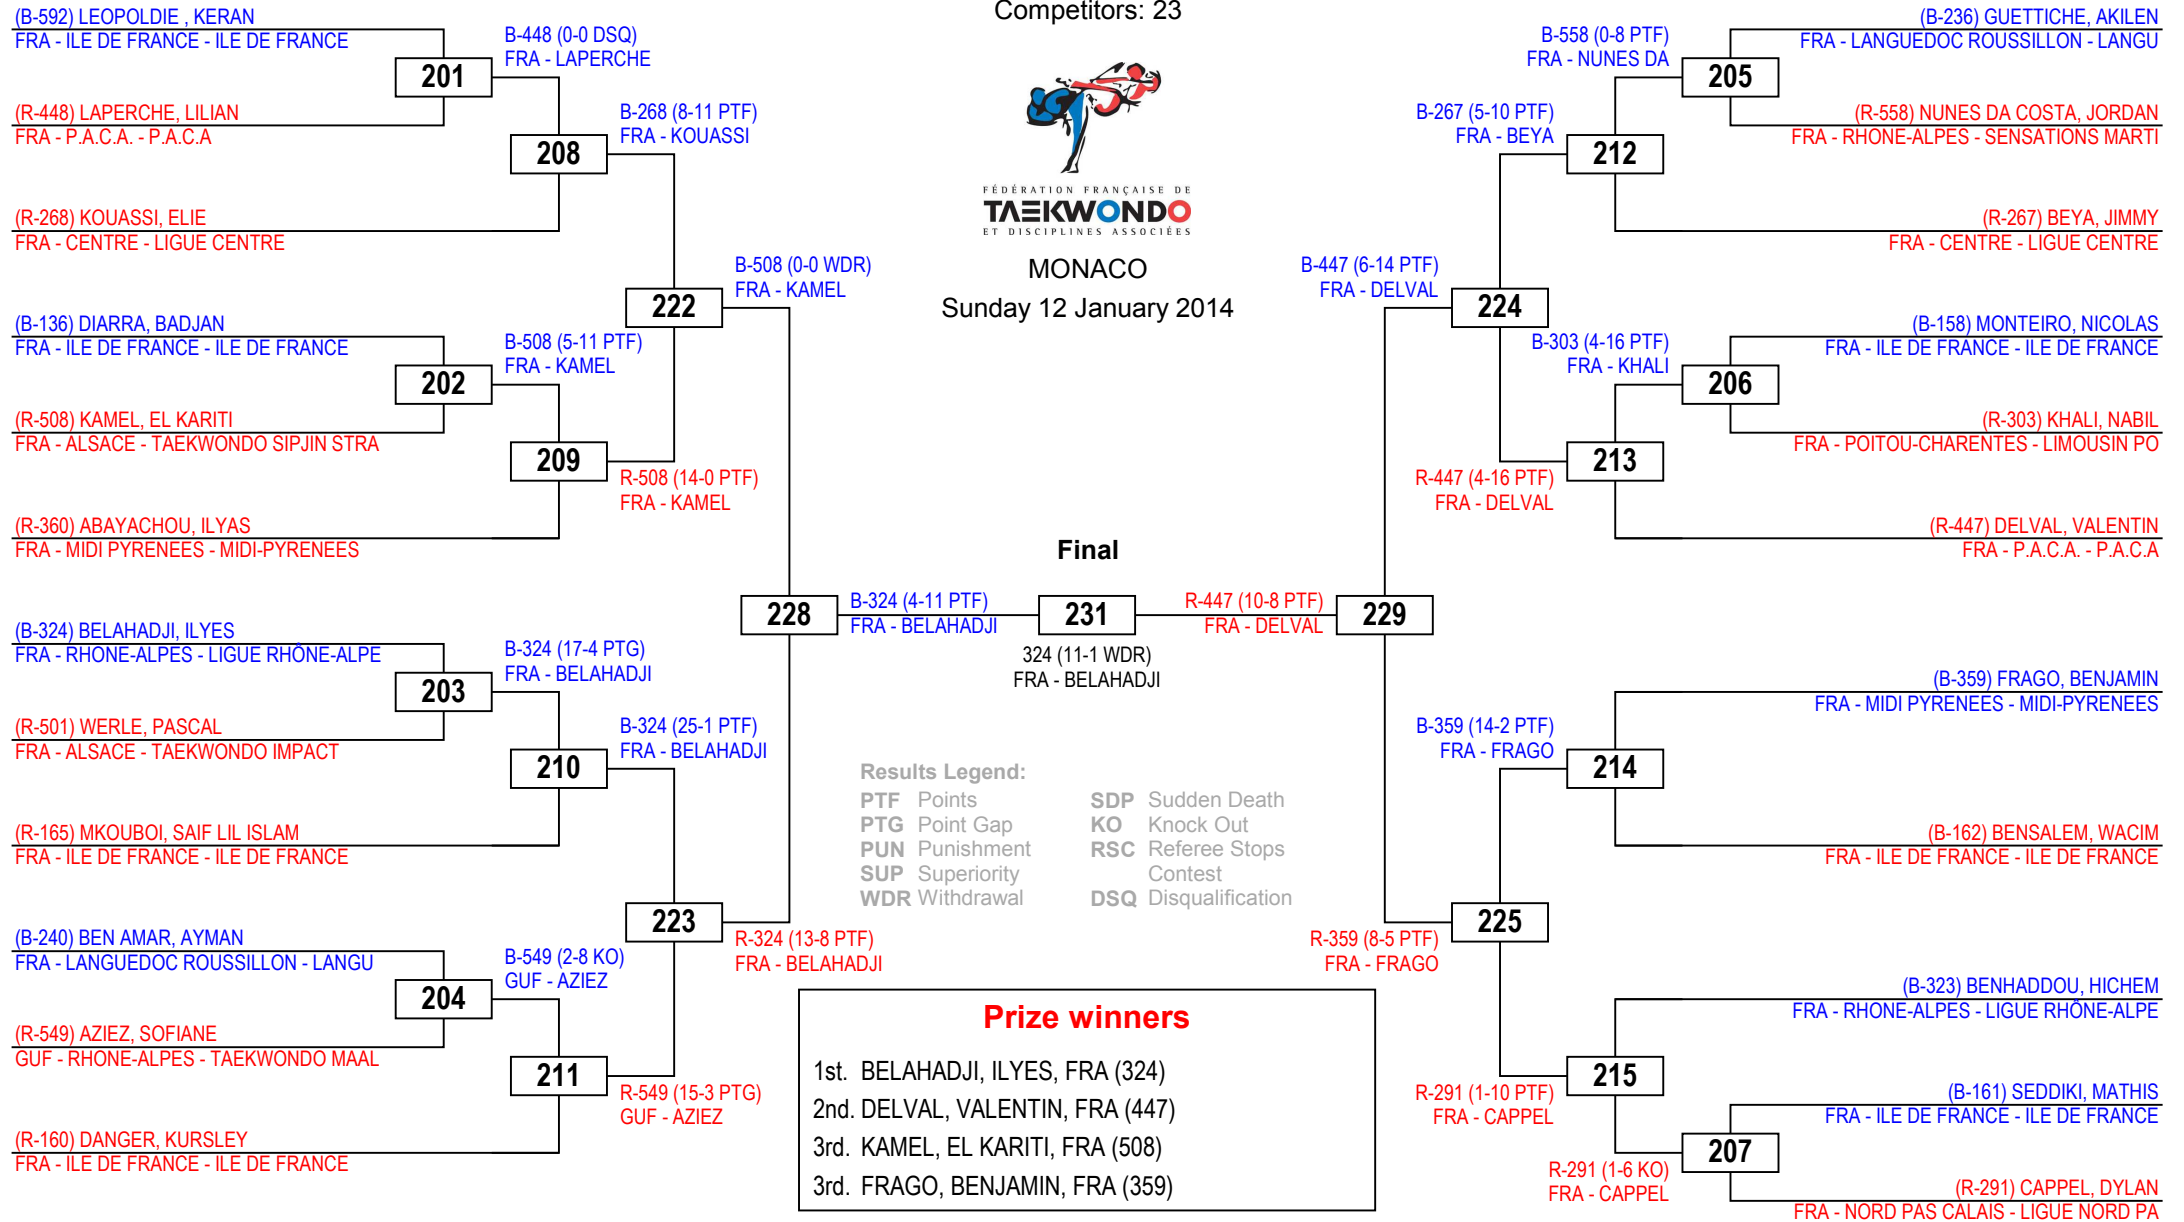 Competitors: 23
FÉDÉRATION FRANÇAISE DE
TAEKWONDO
ET DISCIPLINES ASSOCIÉES
MONACO
Sunday 12 January 2014
(B-592) LEOPOLDIE , KERAN
FRA - ILE DE FRANCE - ILE DE FRANCE
201
(R-448) LAPERCHE, LILIAN
FRA - P.A.C.A. - P.A.C.A
B-448 (0-0 DSQ)
FRA - LAPERCHE
208
(R-268) KOUASSI, ELIE
FRA - CENTRE - LIGUE CENTRE
B-268 (8-11 PTF)
FRA - KOUASSI
222
(B-136) DIARRA, BADJAN
FRA - ILE DE FRANCE - ILE DE FRANCE
202
(R-508) KAMEL, EL KARITI
FRA - ALSACE - TAEKWONDO SIPJIN STRA
B-508 (5-11 PTF)
FRA - KAMEL
209
(R-360) ABAYACHOU, ILYAS
FRA - MIDI PYRENEES - MIDI-PYRENEES
R-508 (14-0 PTF)
FRA - KAMEL
B-508 (0-0 WDR)
FRA - KAMEL
228
(B-324) BELAHADJI, ILYES
FRA - RHONE-ALPES - LIGUE RHÔNE-ALPE
203
(R-501) WERLE, PASCAL
FRA - ALSACE - TAEKWONDO IMPACT
B-324 (17-4 PTG)
FRA - BELAHADJI
210
(R-165) MKOUBOI, SAIF LIL ISLAM
FRA - ILE DE FRANCE - ILE DE FRANCE
B-324 (25-1 PTF)
FRA - BELAHADJI
223
(B-240) BEN AMAR, AYMAN
FRA - LANGUEDOC ROUSSILLON - LANGU
204
(R-549) AZIEZ, SOFIANE
GUF - RHONE-ALPES - TAEKWONDO MAAL
B-549 (2-8 KO)
GUF - AZIEZ
211
(R-160) DANGER, KURSLEY
FRA - ILE DE FRANCE - ILE DE FRANCE
R-549 (15-3 PTG)
GUF - AZIEZ
R-324 (13-8 PTF)
FRA - BELAHADJI
B-324 (4-11 PTF)
FRA - BELAHADJI
Final
231
324 (11-1 WDR)
FRA - BELAHADJI
R-447 (10-8 PTF)
FRA - DELVAL
229
(B-236) GUETTICHE, AKILEN
FRA - LANGUEDOC ROUSSILLON - LANGU
205
(R-558) NUNES DA COSTA, JORDAN
FRA - RHONE-ALPES - SENSATIONS MARTI
B-558 (0-8 PTF)
FRA - NUNES DA
212
(R-267) BEYA, JIMMY
FRA - CENTRE - LIGUE CENTRE
B-267 (5-10 PTF)
FRA - BEYA
224
(B-158) MONTEIRO, NICOLAS
FRA - ILE DE FRANCE - ILE DE FRANCE
206
(R-303) KHALI, NABIL
FRA - POITOU-CHARENTES - LIMOUSIN PO
B-303 (4-16 PTF)
FRA - KHALI
213
(R-447) DELVAL, VALENTIN
FRA - P.A.C.A. - P.A.C.A
R-447 (4-16 PTF)
FRA - DELVAL
B-447 (6-14 PTF)
FRA - DELVAL
(B-359) FRAGO, BENJAMIN
FRA - MIDI PYRENEES - MIDI-PYRENEES
214
(B-162) BENSALEM, WACIM
FRA - ILE DE FRANCE - ILE DE FRANCE
B-359 (14-2 PTF)
FRA - FRAGO
225
(B-323) BENHADDOU, HICHEM
FRA - RHONE-ALPES - LIGUE RHÔNE-ALPE
215
(B-161) SEDDIKI, MATHIS
FRA - ILE DE FRANCE - ILE DE FRANCE
207
(R-291) CAPPEL, DYLAN
FRA - NORD PAS CALAIS - LIGUE NORD PA
R-291 (1-6 KO)
FRA - CAPPEL
R-291 (1-10 PTF)
FRA - CAPPEL
R-359 (8-5 PTF)
FRA - FRAGO
Results Legend:
PTF Points
PTG Point Gap
PUN Punishment
SUP Superiority
WDR Withdrawal
SDP Sudden Death
KO Knock Out
RSC Referee Stops
Contest
DSQ Disqualification
Prize winners
1st. BELAHADJI, ILYES, FRA (324)
2nd. DELVAL, VALENTIN, FRA (447)
3rd. KAMEL, EL KARITI, FRA (508)
3rd. FRAGO, BENJAMIN, FRA (359)